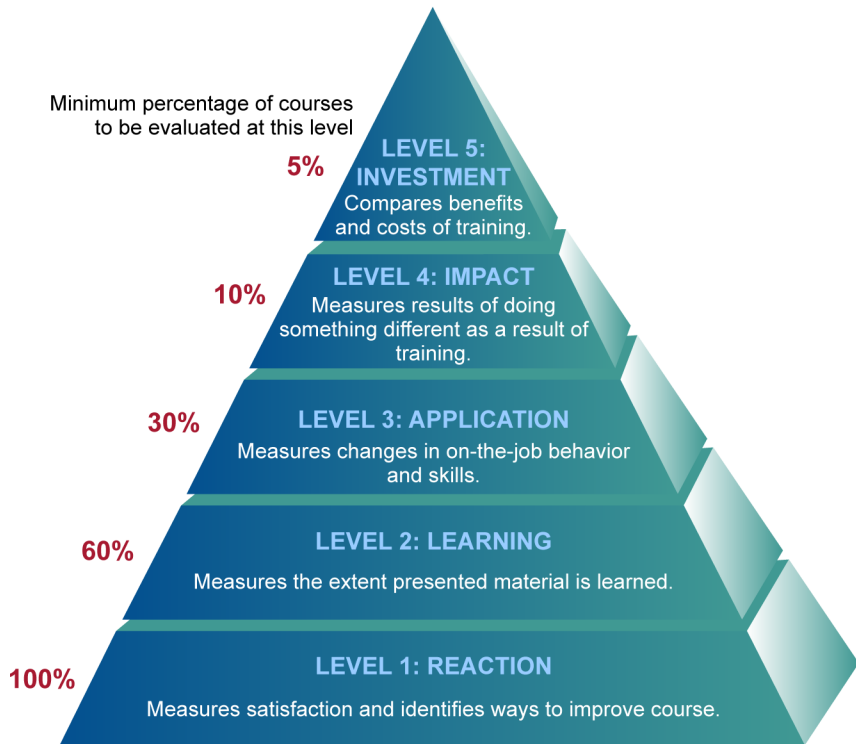 Minimum percentage of courses
to be evaluated at this level
5%
LEVEL 5:
INVESTMENT
Compares benefits
and costs of training.
10%
LEVEL 4: IMPACT
Measures results of doing
something different as a result of
training.
30%
LEVEL 3: APPLICATION
Measures changes in on-the-job behavior
and skills.
60%
LEVEL 2: LEARNING
Measures the extent presented material is learned.
100%
LEVEL 1: REACTION
Measures satisfaction and identifies ways to improve course.